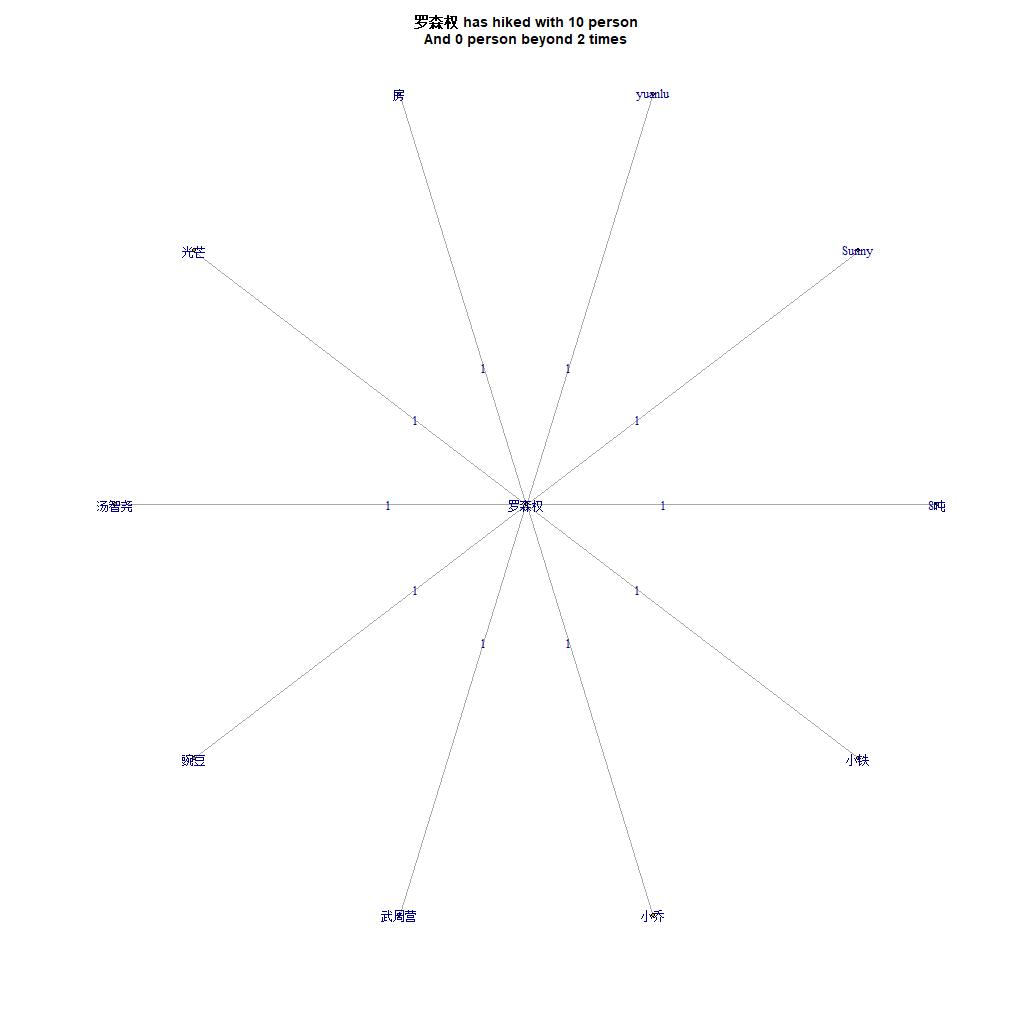 罗森权 has hiked with 10 person
And 0 person beyond 2 times
房
yuanlu
光芒
Sunny
1
1
1
1
汤智尧
1
罗森权
1
8吨
1
1
1
1
豌豆
小铁
武周营
小乔